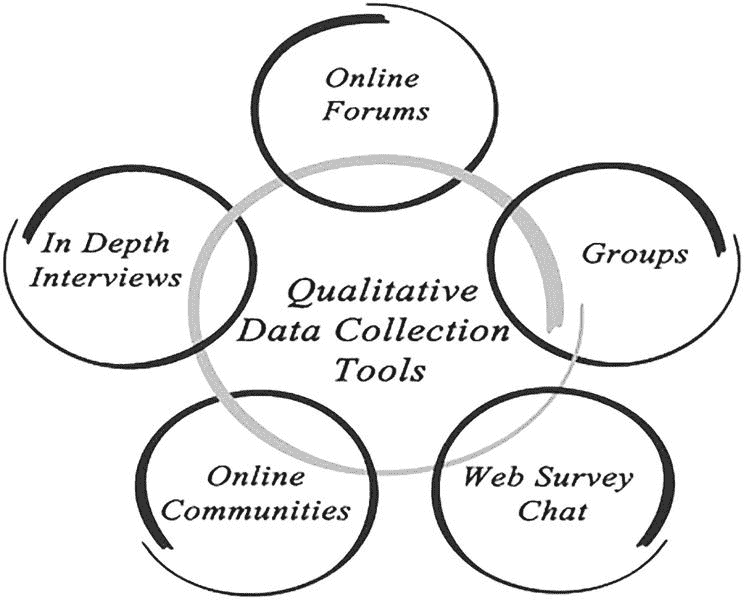 Online
Forums
In Depth
Interviews
Groups
Qualitative
Data Collection
Tools
Online
Communities
Web Survey
Chat